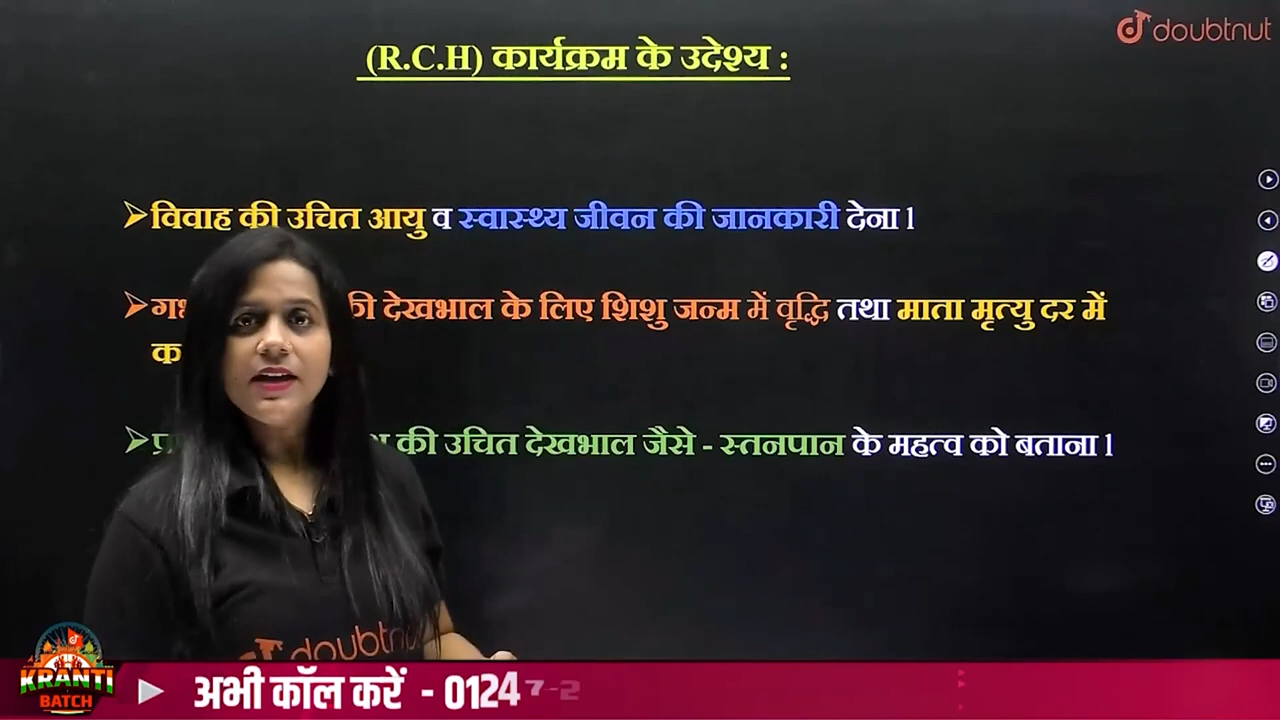 doubtnut
(R.C.H) कार्यक्रम के उदेश्य :
➢विवाह की उचित आयु व स्वास्थ्य जीवन की जानकारी देना l
की देखभाल के लिए शिशु जन्म में वृद्धि तथा माता मृत्यु दर में
की उचित देखभाल जैसे - स्तनपान के महत्व को बताना l
doubtnut
KRANTI
BATCH
अभी कॉल करें - 0124